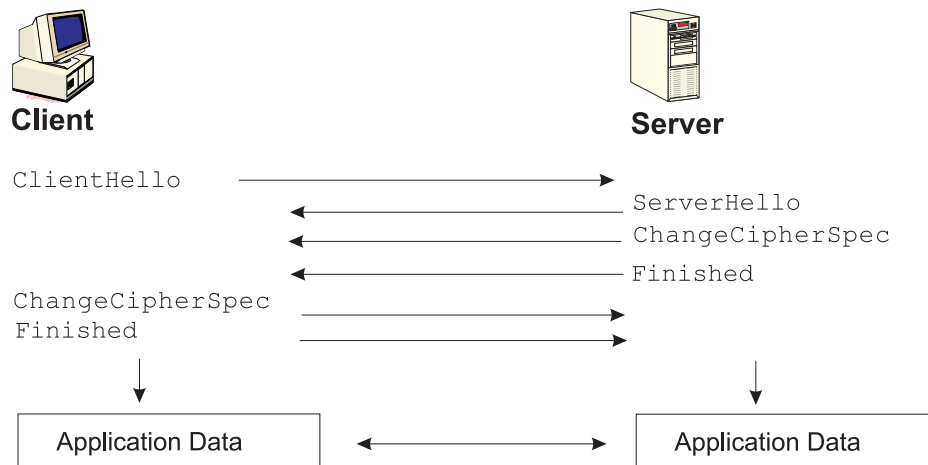 Client
Server
ClientHello
ServerHello
ChangeCipherSpec
Finished
ChangeCipherSpec
Finished
Application Data
Application Data